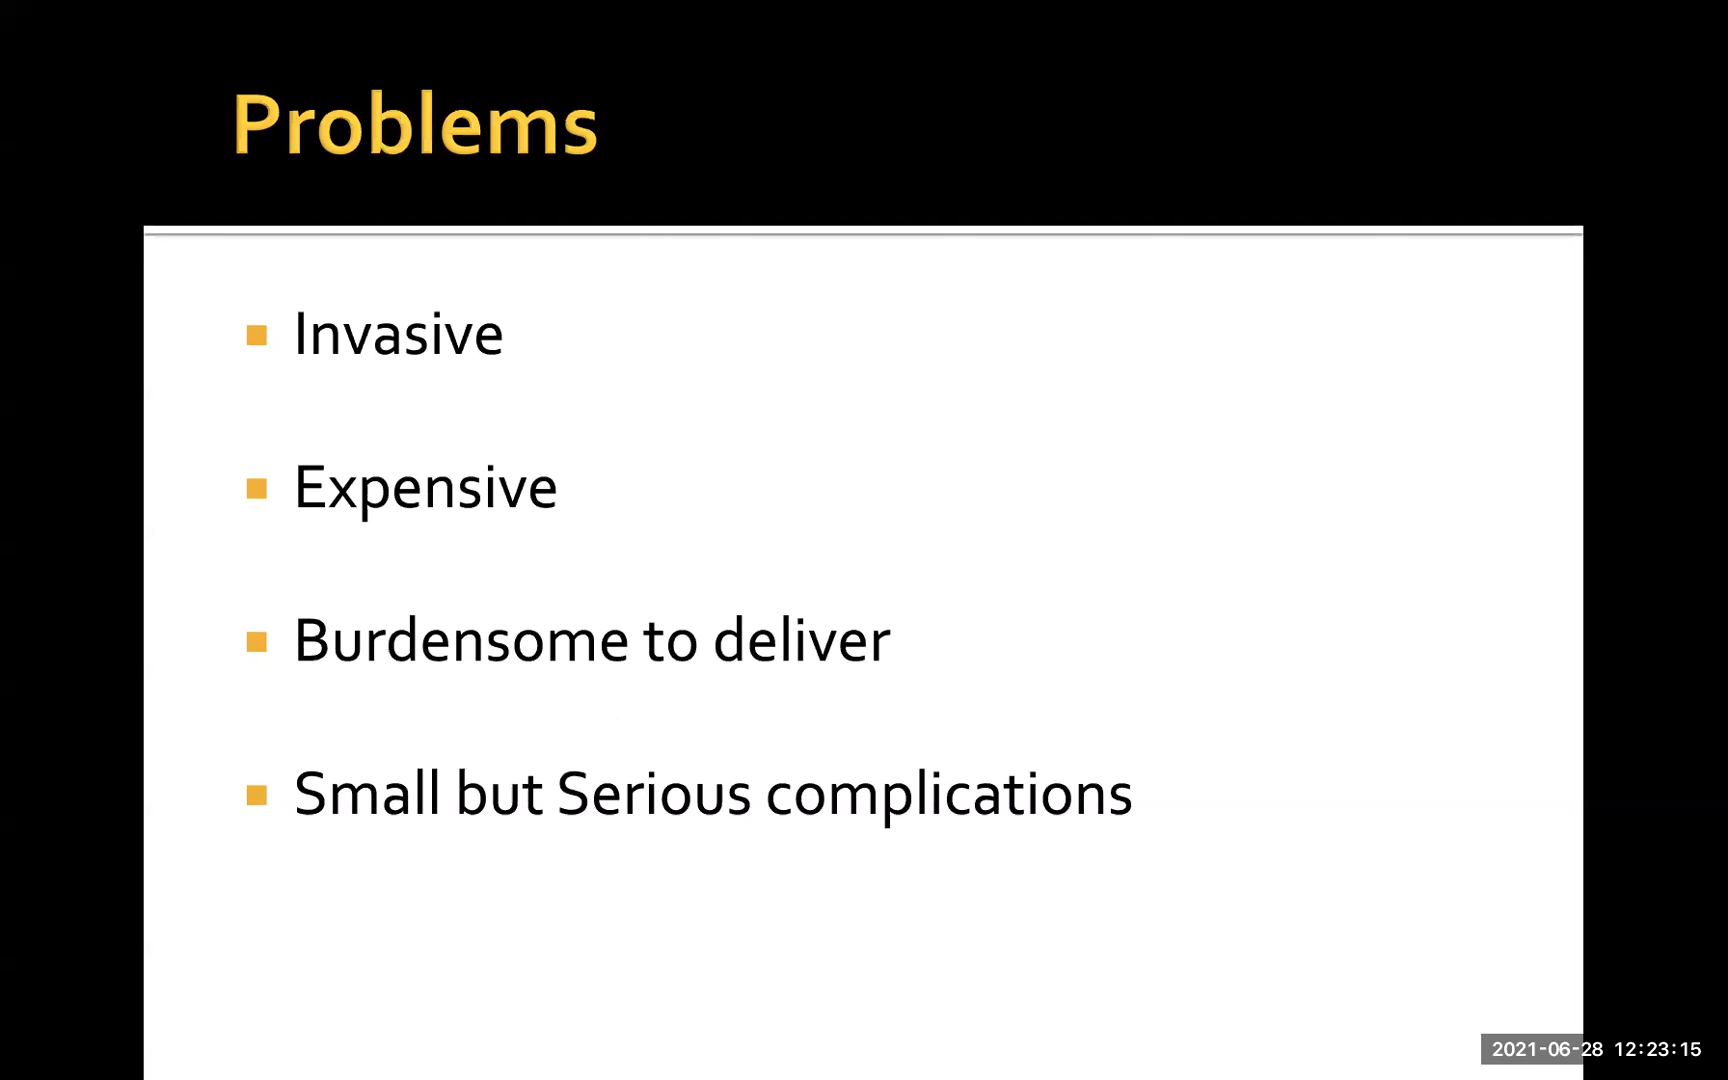 Problems
Invasive
Expensive
Burdensome to deliver
Small but Serious complications
2021-06-28 12:23:15